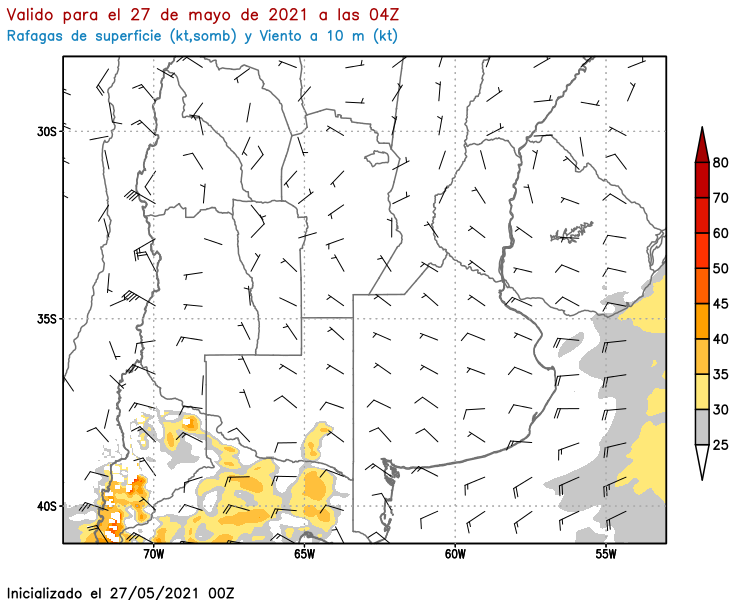 Valido para el 27 de mayo de 2021 a las 04Z
Rafagas de superficie (kt,somb) y Viento a 10 m (kt)
30S
35S
40S
70W
65W
60W
55W
80
70
60
50
45
40
35
30
25
Inicializado el 27/05/2021 00Z